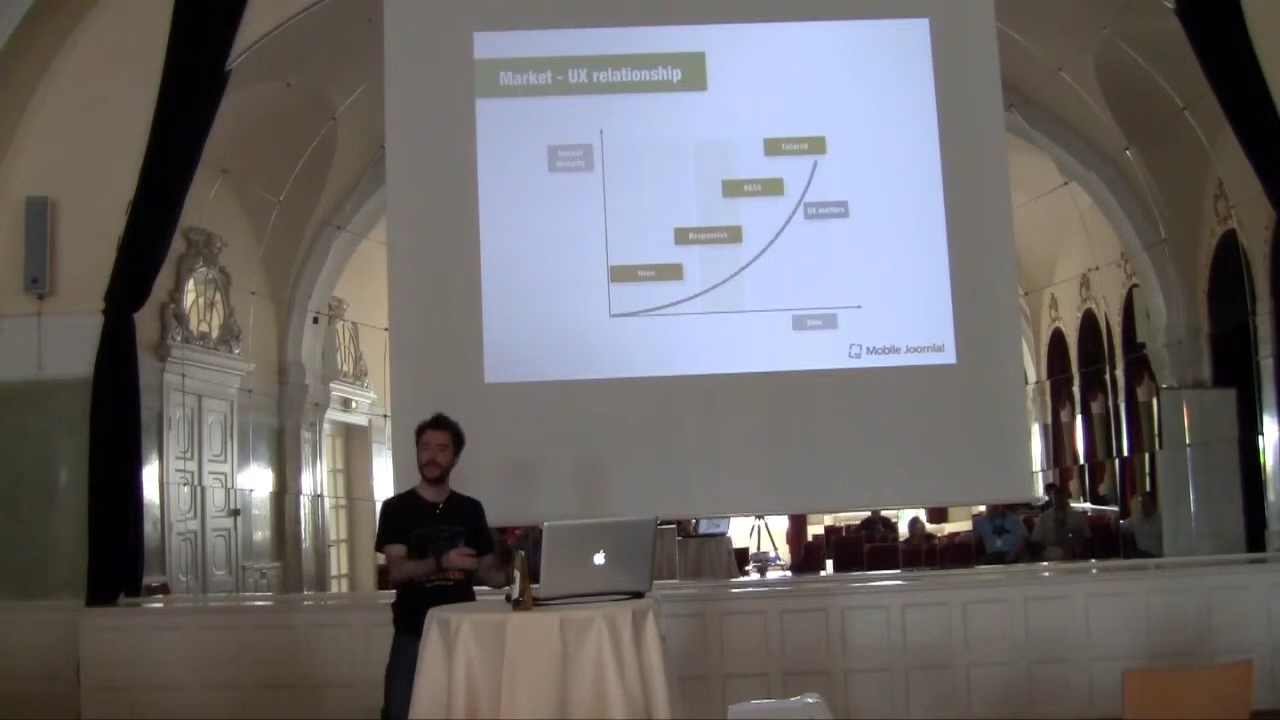 Market - UX relationship
Market
Maturity
Tailored
RESS
UX matters
Responsive
None
Time
Mobile Joomla!